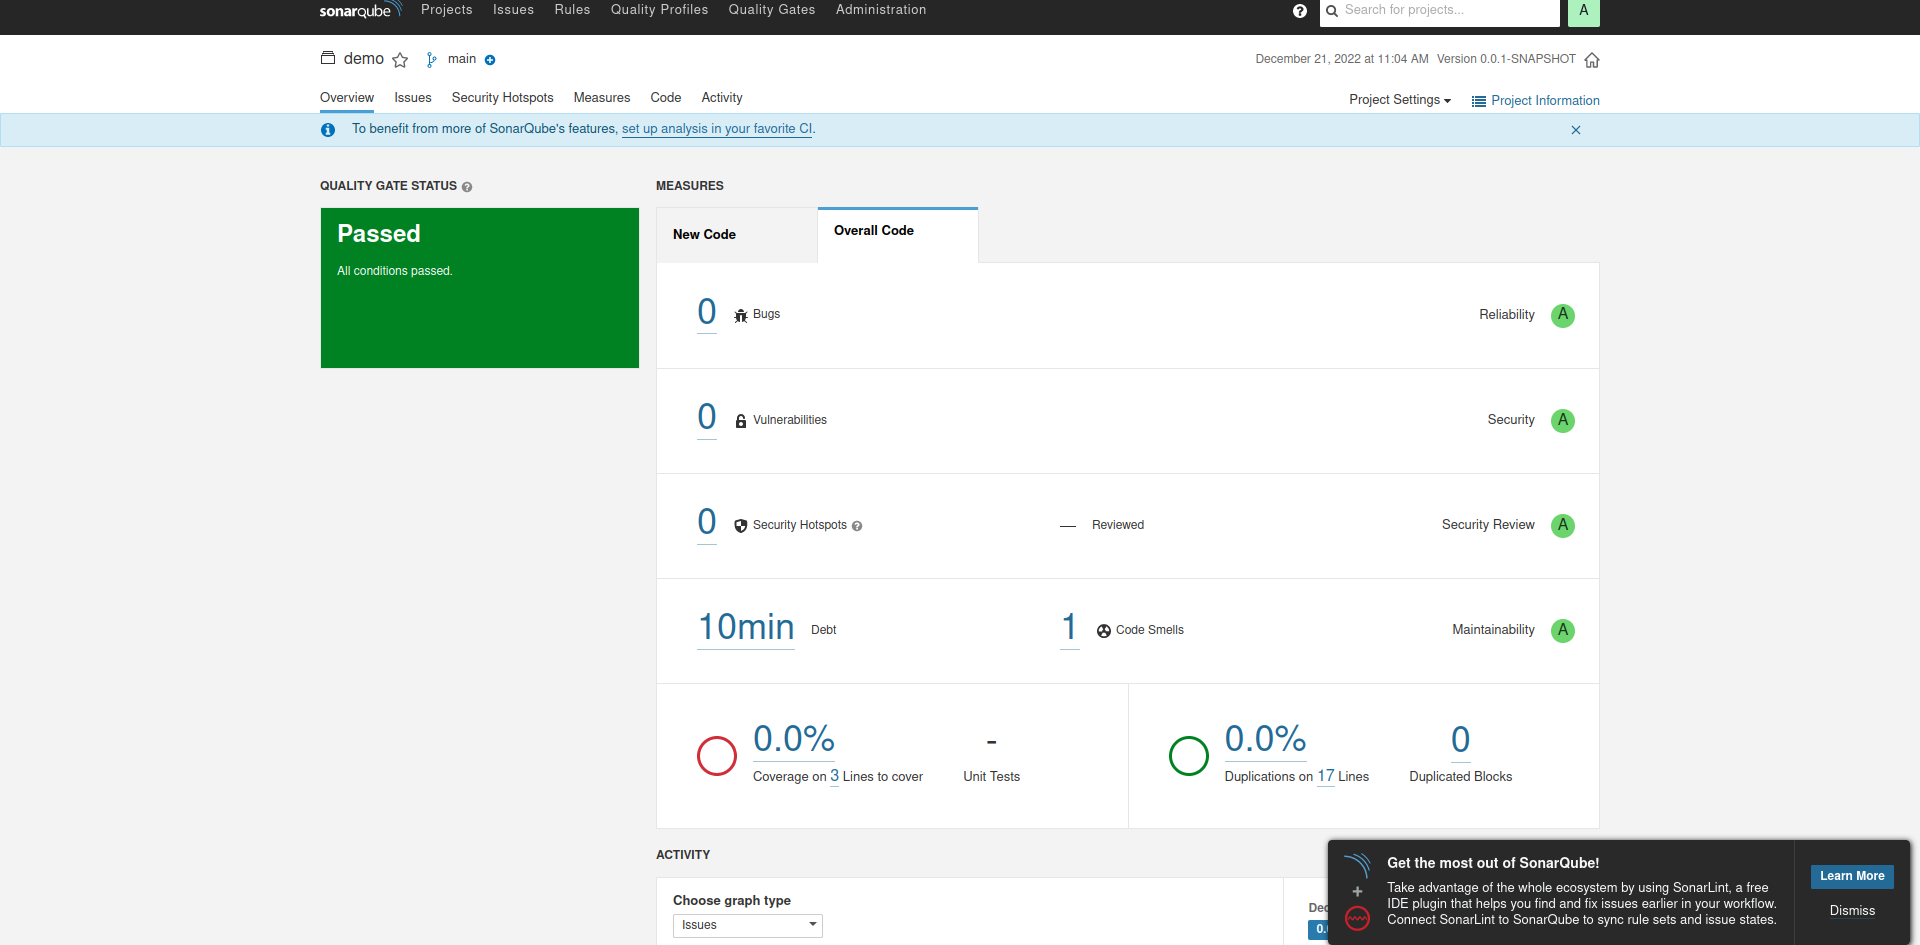 sonarqube Projects Issues Rules Quality Profiles Quality Gates Administration ? Search for projects... A
demo main December 21, 2022 at 11:04 AM Version 0.0.1-SNAPSHOT
Overview Issues Security Hotspots Measures Code Activity Project Settings Project Information
To benefit from more of SonarQube's features, set up analysis in your favorite CI.
QUALITY GATE STATUS ? MEASURES
Passed
All conditions passed.
New Code Overall Code
0 Bugs Reliability A
0 Vulnerabilities Security A
0 Security Hotspots ? — Reviewed Security Review A
10min Debt 1 Code Smells Maintainability A
0.0% - 0.0% 0
Coverage on 3 Lines to cover Unit Tests Duplications on 17 Lines Duplicated Blocks
ACTIVITY
Choose graph type
Issues
Get the most out of SonarQube!
Take advantage of the whole ecosystem by using SonarLint, a free
IDE plugin that helps you find and fix issues earlier in your workflow.
Connect SonarLint to SonarQube to sync rule sets and issue states.
Learn More
Dismiss